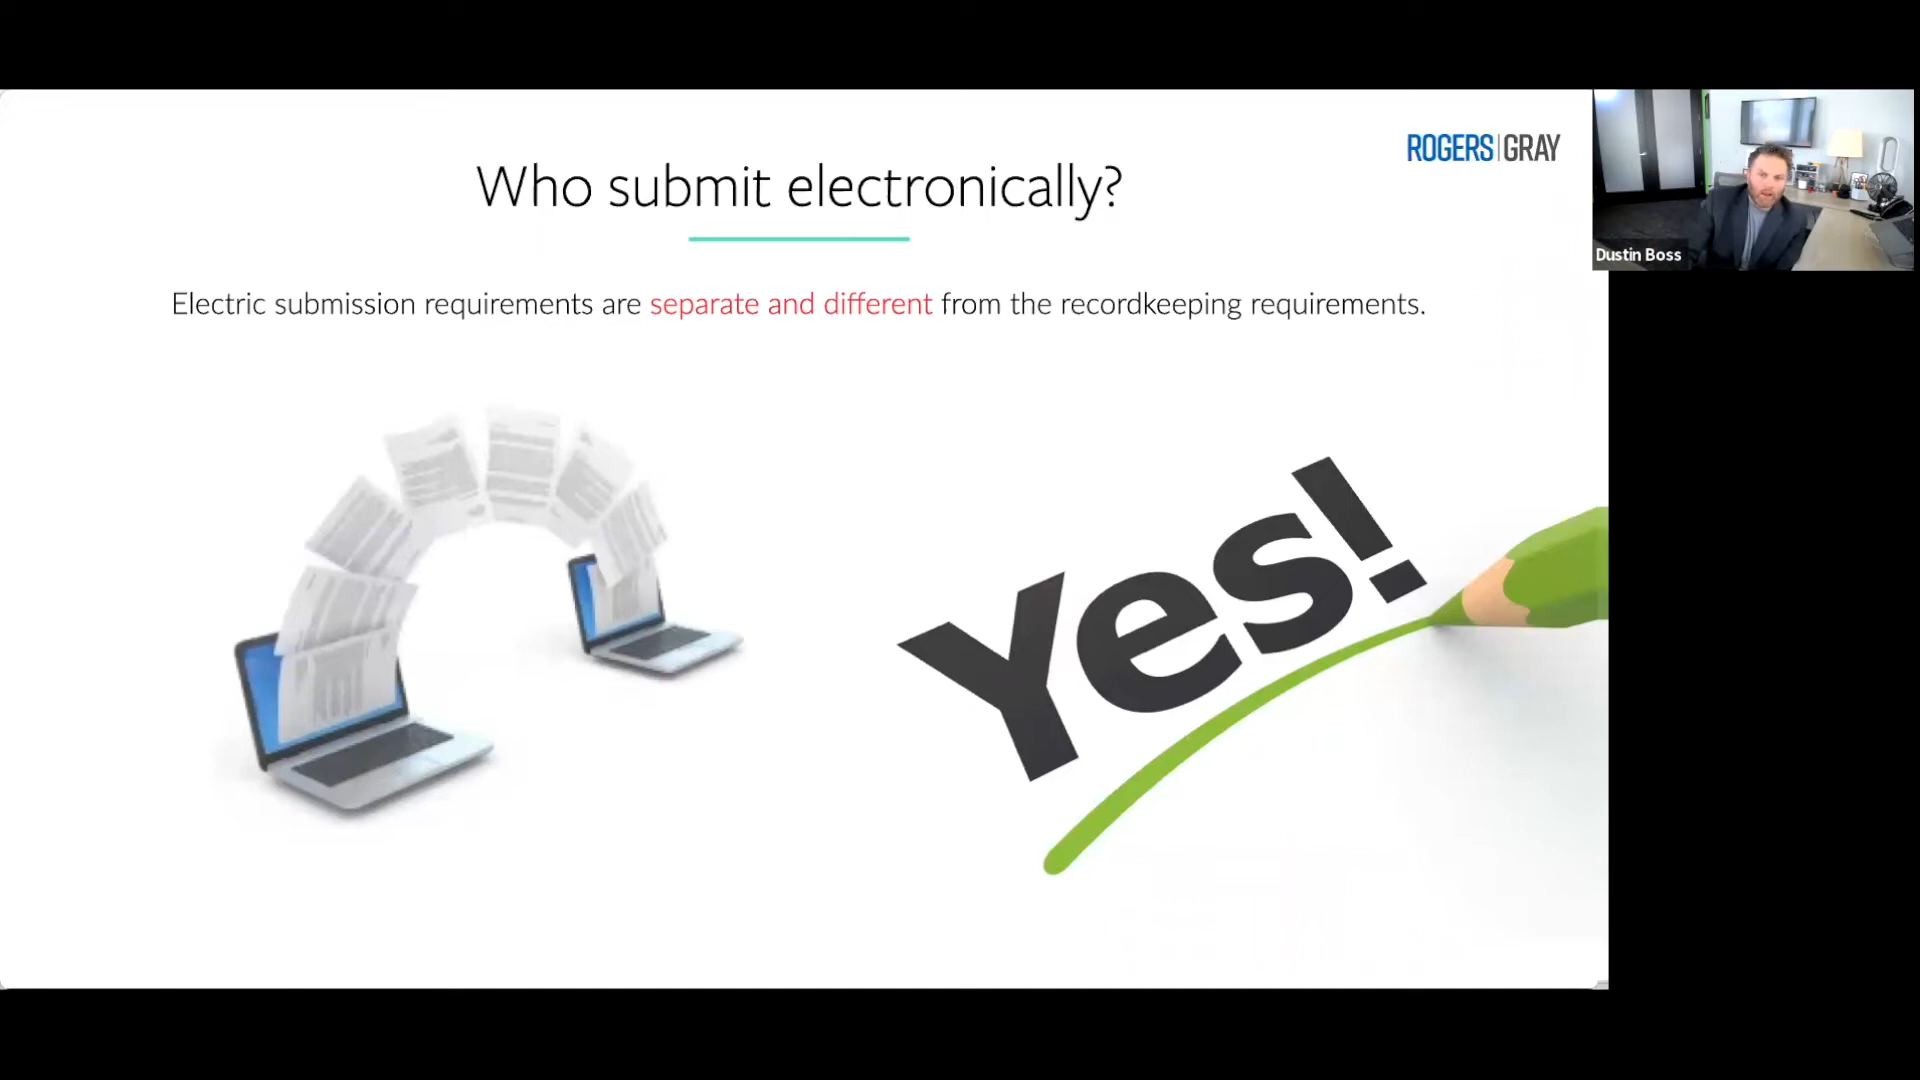 ROGERS|GRAY
Who submit electronically?
Electric submission requirements are separate and different from the recordkeeping requirements.
Yes!
Dustin Boss